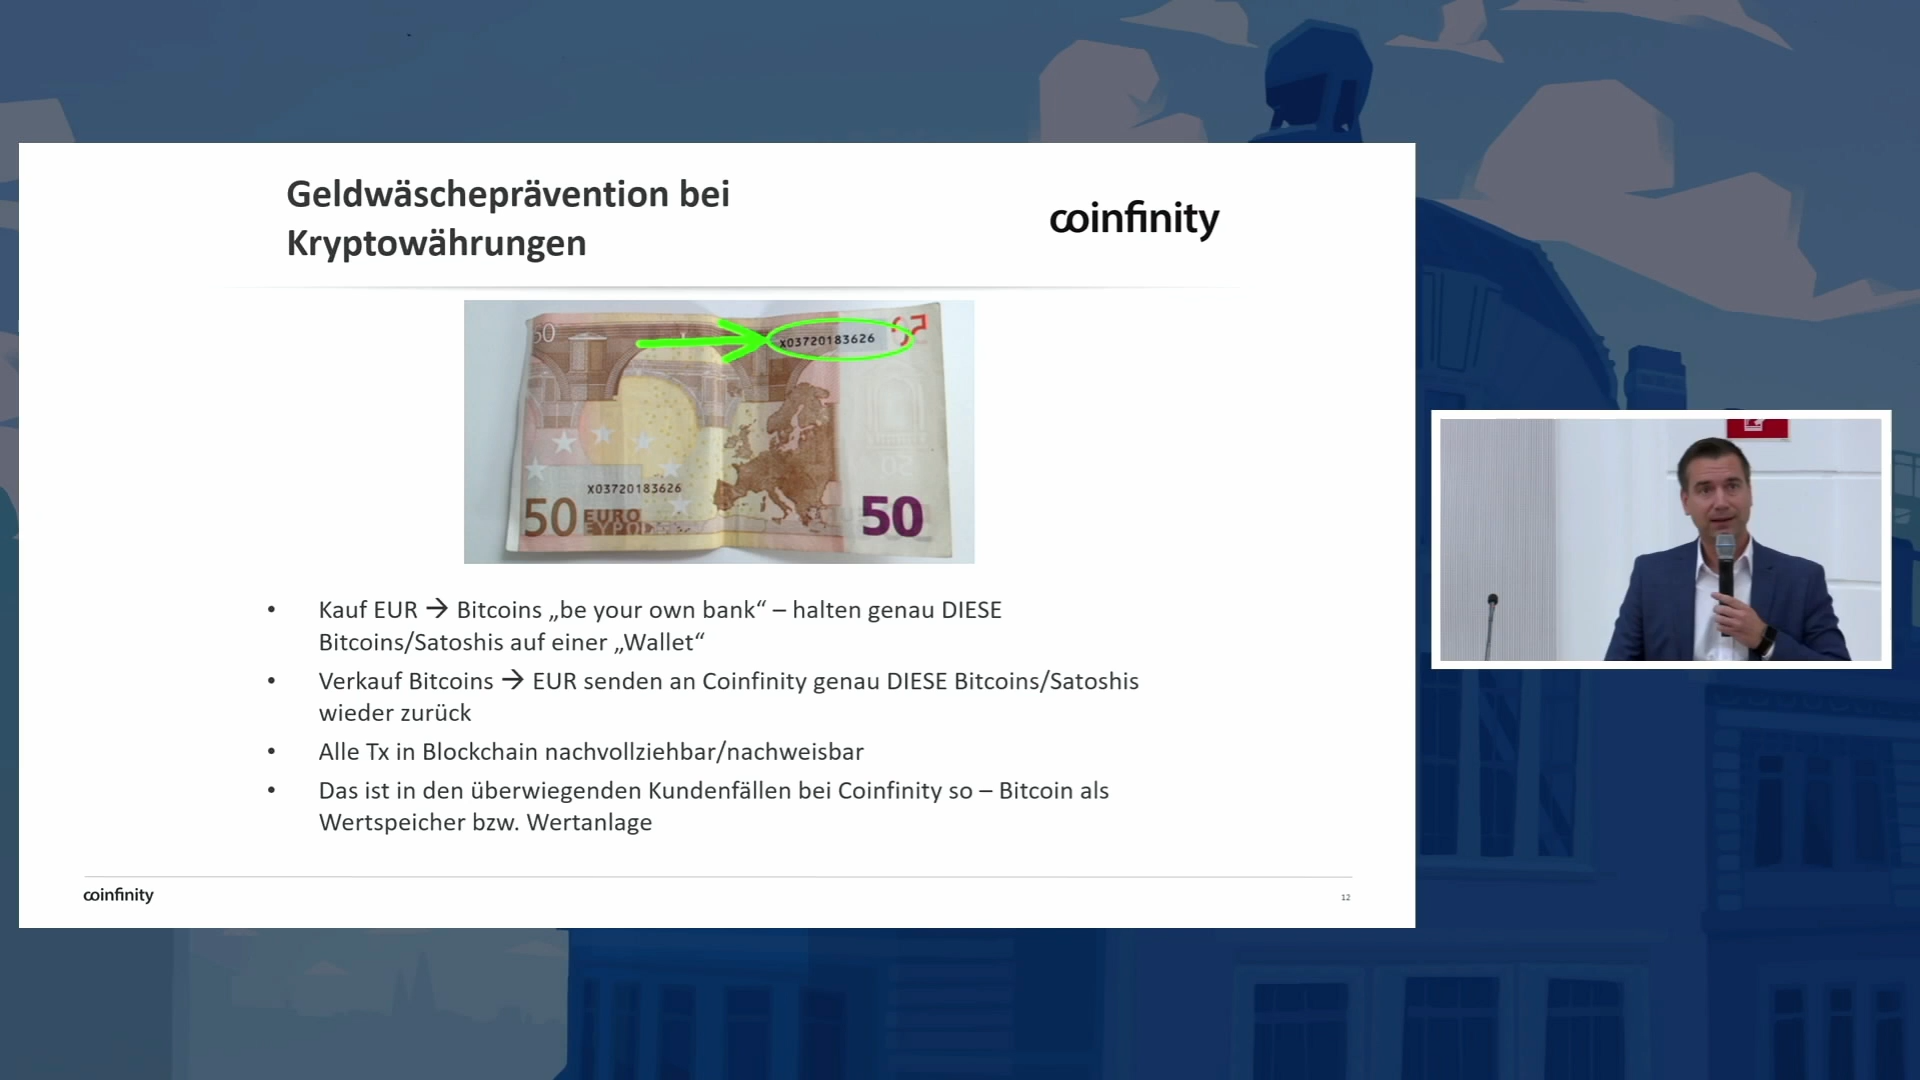 Geldwäscheprävention bei
Kryptowährungen
coinfinity
50
X03720183626
50
X03720183626
50 EURO
ΕΥΡΩ
50
• Kauf EUR → Bitcoins „be your own bank“ – halten genau DIESE
Bitcoins/Satoshis auf einer „Wallet“
• Verkauf Bitcoins → EUR senden an Coinfinity genau DIESE Bitcoins/Satoshis
wieder zurück
• Alle Tx in Blockchain nachvollziehbar/nachweisbar
• Das ist in den überwiegenden Kundenfällen bei Coinfinity so – Bitcoin als
Wertspeicher bzw. Wertanlage
coinfinity
12